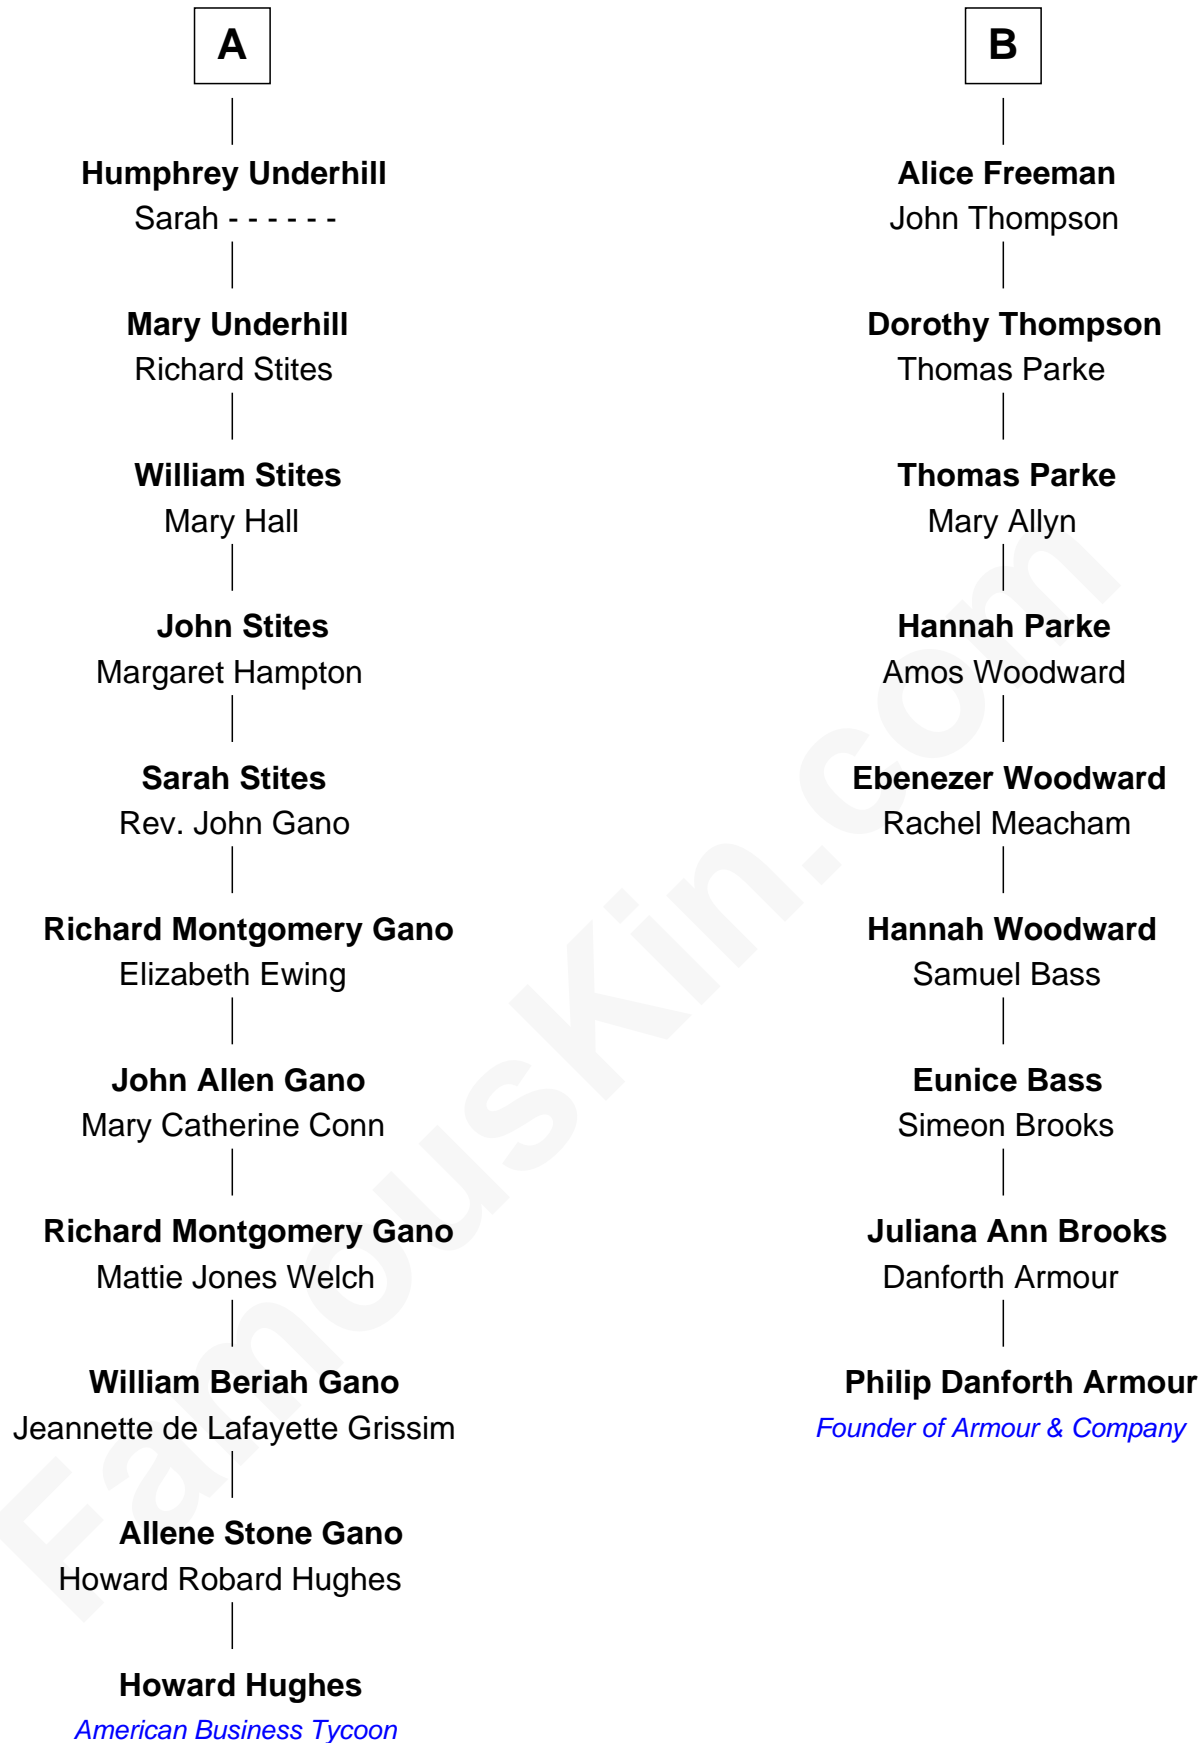 A
Humphrey Underhill
Sarah - - - - - -
Mary Underhill
Richard Stites
William Stites
Mary Hall
John Stites
Margaret Hampton
Sarah Stites
Rev. John Gano
Richard Montgomery Gano
Elizabeth Ewing
John Allen Gano
Mary Catherine Conn
Richard Montgomery Gano
Mattie Jones Welch
William Beriah Gano
Jeannette de Lafayette Grissim
Allene Stone Gano
Howard Robard Hughes
Howard Hughes
American Business Tycoon
B
Alice Freeman
John Thompson
Dorothy Thompson
Thomas Parke
Thomas Parke
Mary Allyn
Hannah Parke
Amos Woodward
Ebenezer Woodward
Rachel Meacham
Hannah Woodward
Samuel Bass
Eunice Bass
Simeon Brooks
Juliana Ann Brooks
Danforth Armour
Philip Danforth Armour
Founder of Armour & Company
FamousKin.com